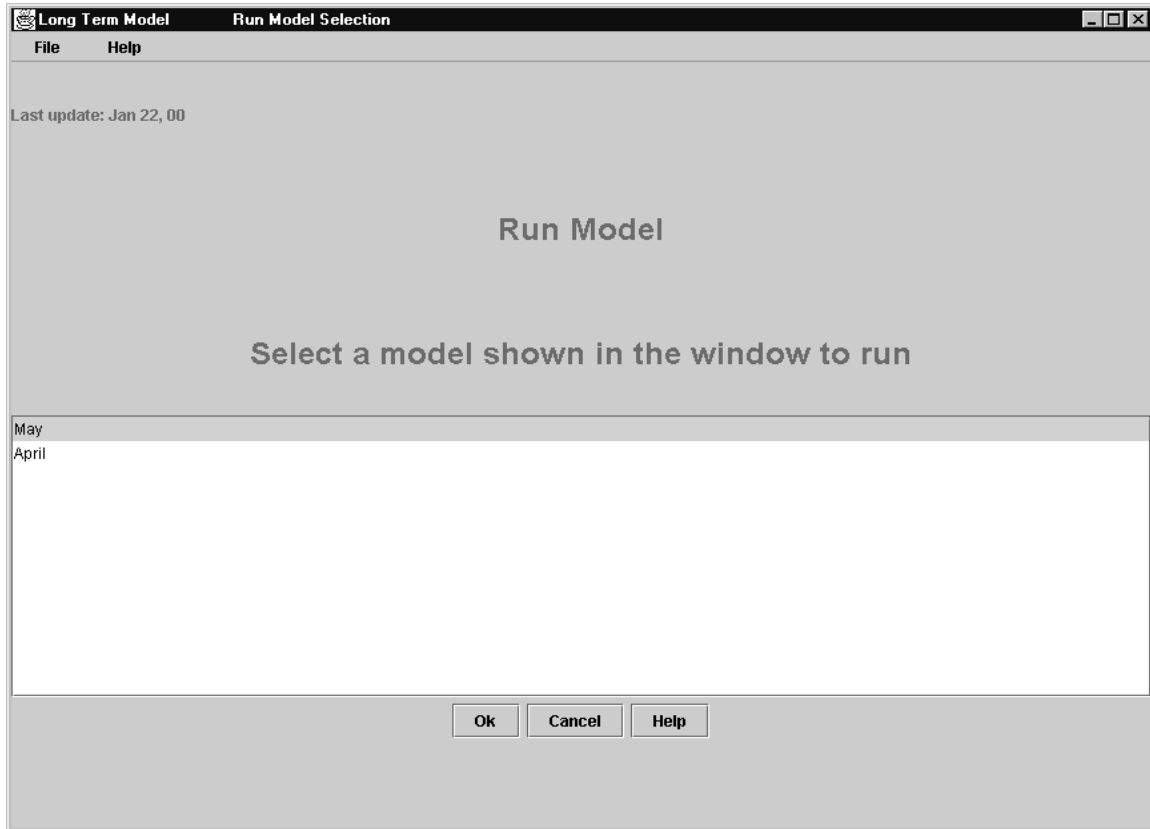 Long Term Model Run Model Selection
File Help
Last update: Jan 22, 00
Run Model
Select a model shown in the window to run
May
April
Ok Cancel Help